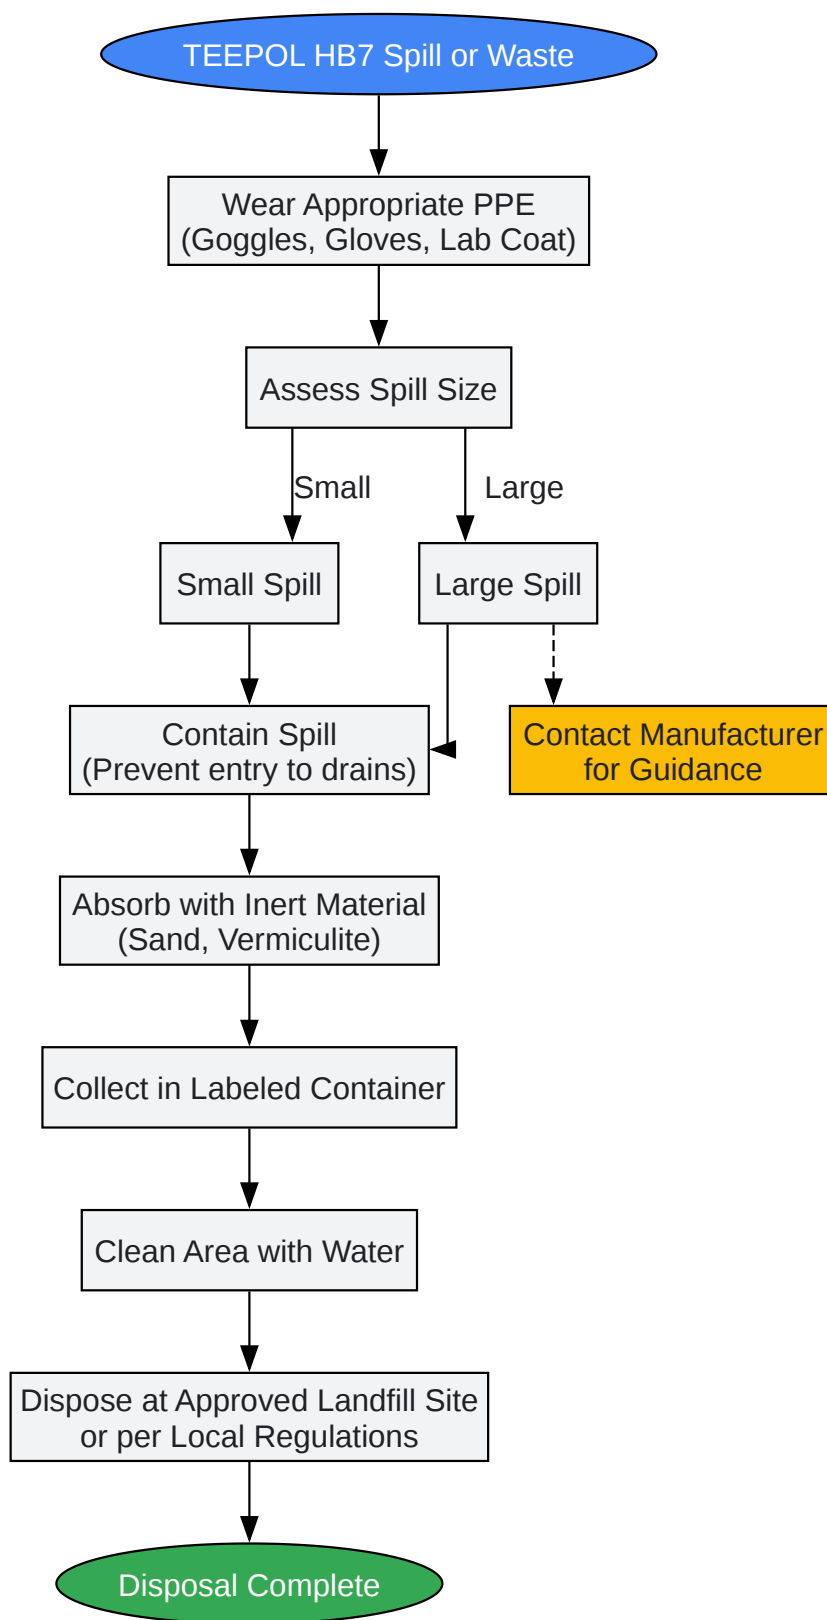 TEEPOL HB7 Spill or Waste
Wear Appropriate PPE
(Goggles, Gloves, Lab Coat)
Assess Spill Size
Small
Large
Small Spill
Large Spill
Contain Spill
(Prevent entry to drains)
Contact Manufacturer
for Guidance
Absorb with Inert Material
(Sand, Vermiculite)
Collect in Labeled Container
Clean Area with Water
Dispose at Approved Landfill Site
or per Local Regulations
Disposal Complete